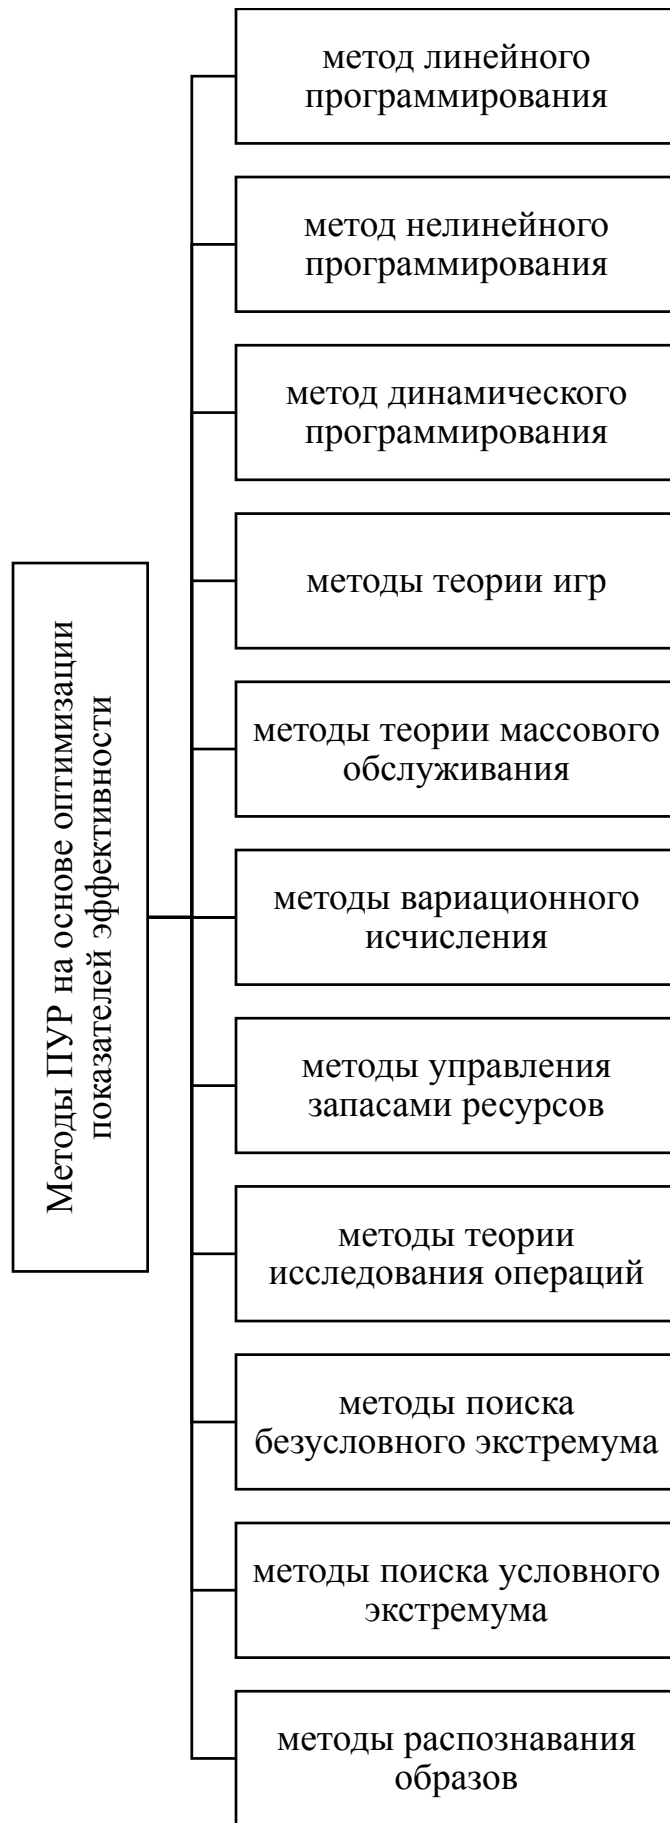 Методы ПУР на основе оптимизации
показателей эффективности
метод линейного
программирования
метод нелинейного
программирования
метод динамического
программирования
методы теории игр
методы теории массового
обслуживания
методы вариационного
исчисления
методы управления
запасами ресурсов
методы теории
исследования операций
методы поиска
безусловного экстремума
методы поиска условного
экстремума
методы распознавания
образов